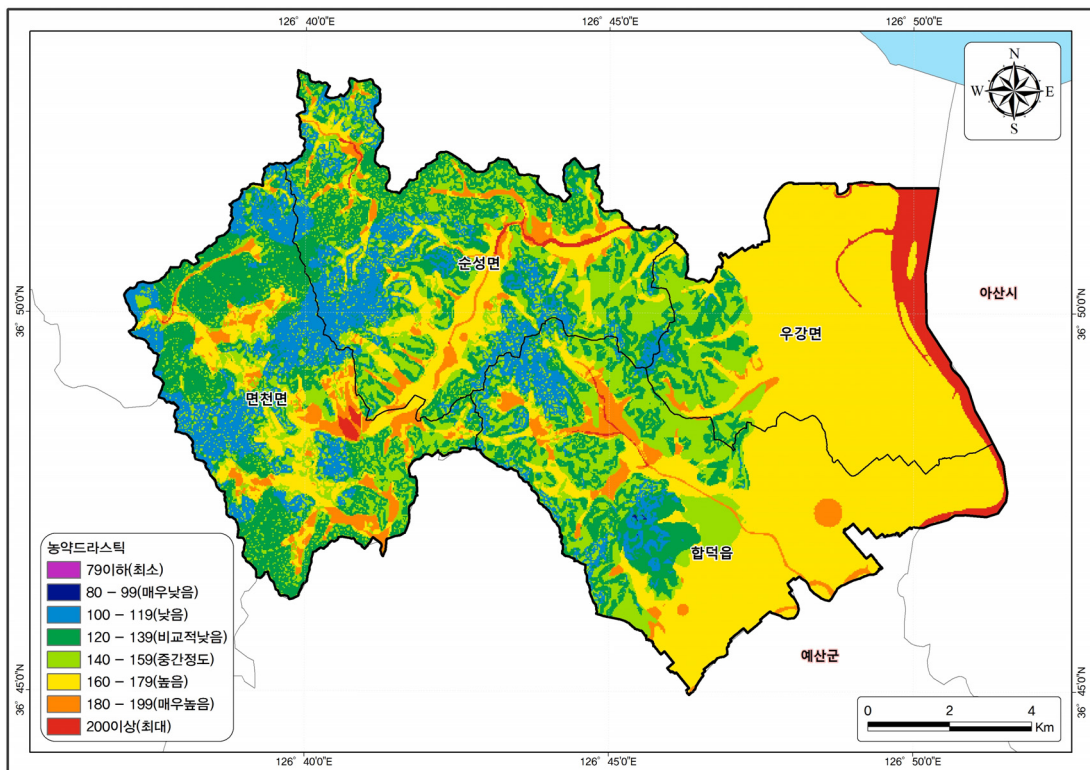 126° 40'0"E
126° 45'0"E
126° 50'0"E
N
W
E
S
순성면
아산시
36° 50'0"N
36° 50'0"N
우강면
면천면
합덕읍
예산군
농약드라스틱
79이하(최소)
80 – 99(매우낮음)
100 – 119(낮음)
120 – 139(비교적낮음)
140 – 159(중간정도)
160 – 179(높음)
180 – 199(매우높음)
200이상(최대)
36° 45'0"N
36° 45'0"N
0 2 4
Km
126° 40'0"E
126° 45'0"E
126° 50'0"E